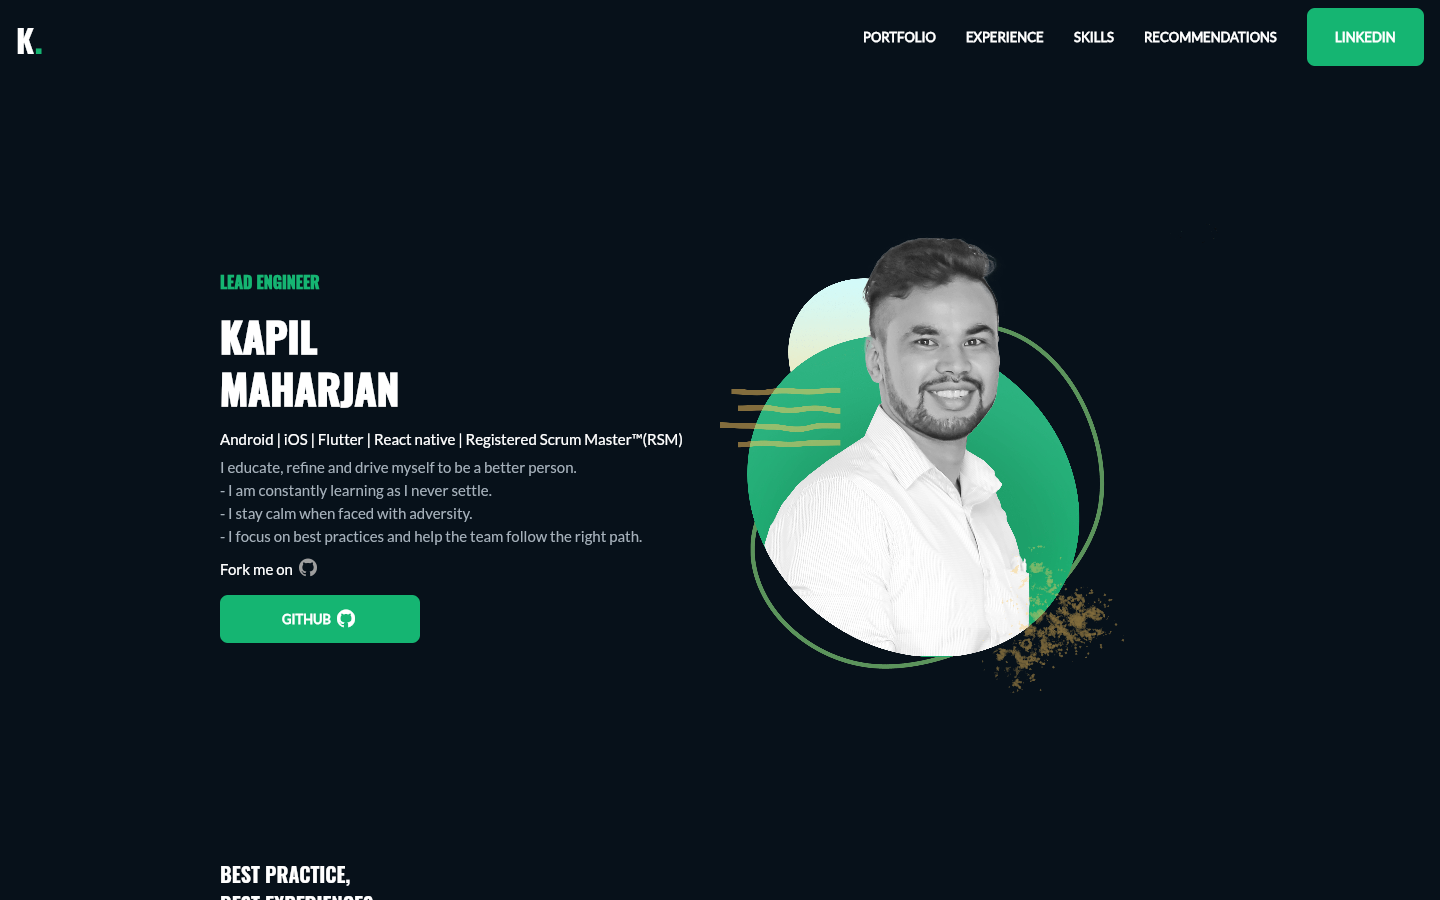 K.
PORTFOLIO
EXPERIENCE
SKILLS
RECOMMENDATIONS
LINKEDIN
LEAD ENGINEER
KAPIL
MAHARJAN
Android | iOS | Flutter | React native | Registered Scrum Master™(RSM)
I educate, refine and drive myself to be a better person.
- I am constantly learning as I never settle.
- I stay calm when faced with adversity.
- I focus on best practices and help the team follow the right path.
Fork me on
GITHUB
BEST PRACTICE,
BEST EXPERIENCES